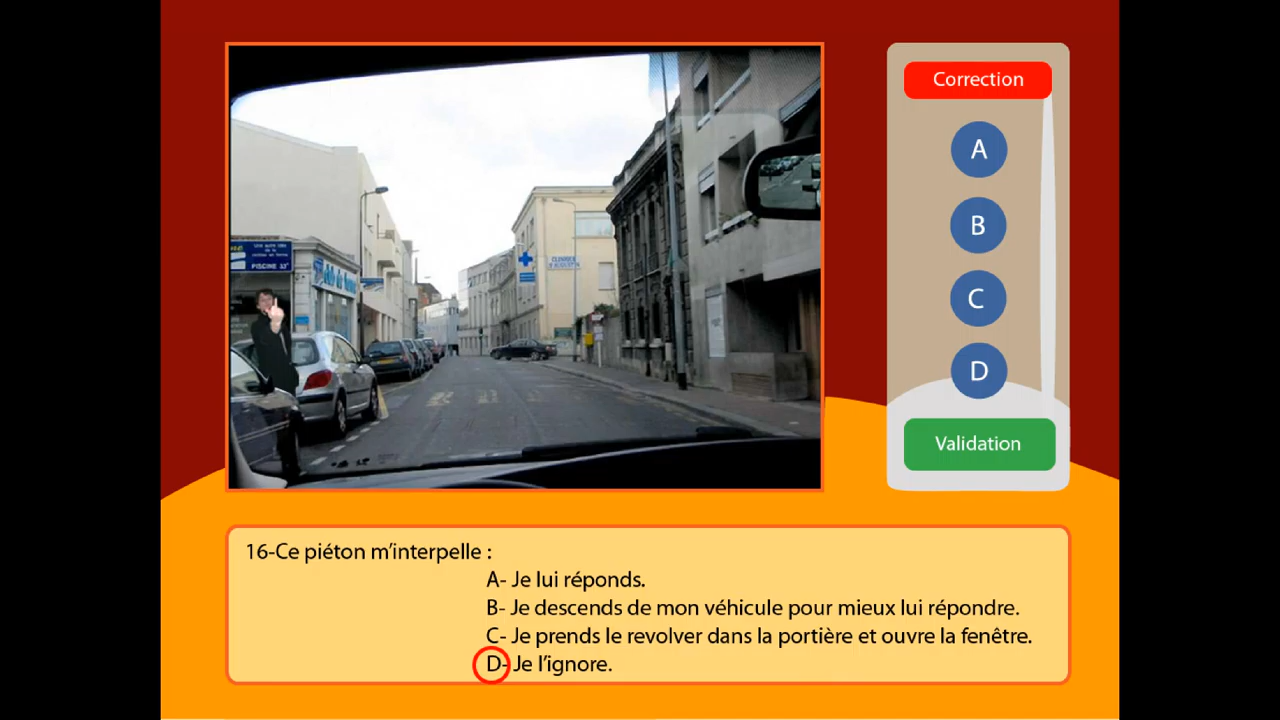 Correction
A
B
C
D
Validation
PISCINE 33°
CLINIQUE
16-Ce piéton m'interpelle :
A- Je lui réponds.
B- Je descends de mon véhicule pour mieux lui répondre.
C- Je prends le revolver dans la portière et ouvre la fenêtre.
D- Je l'ignore.